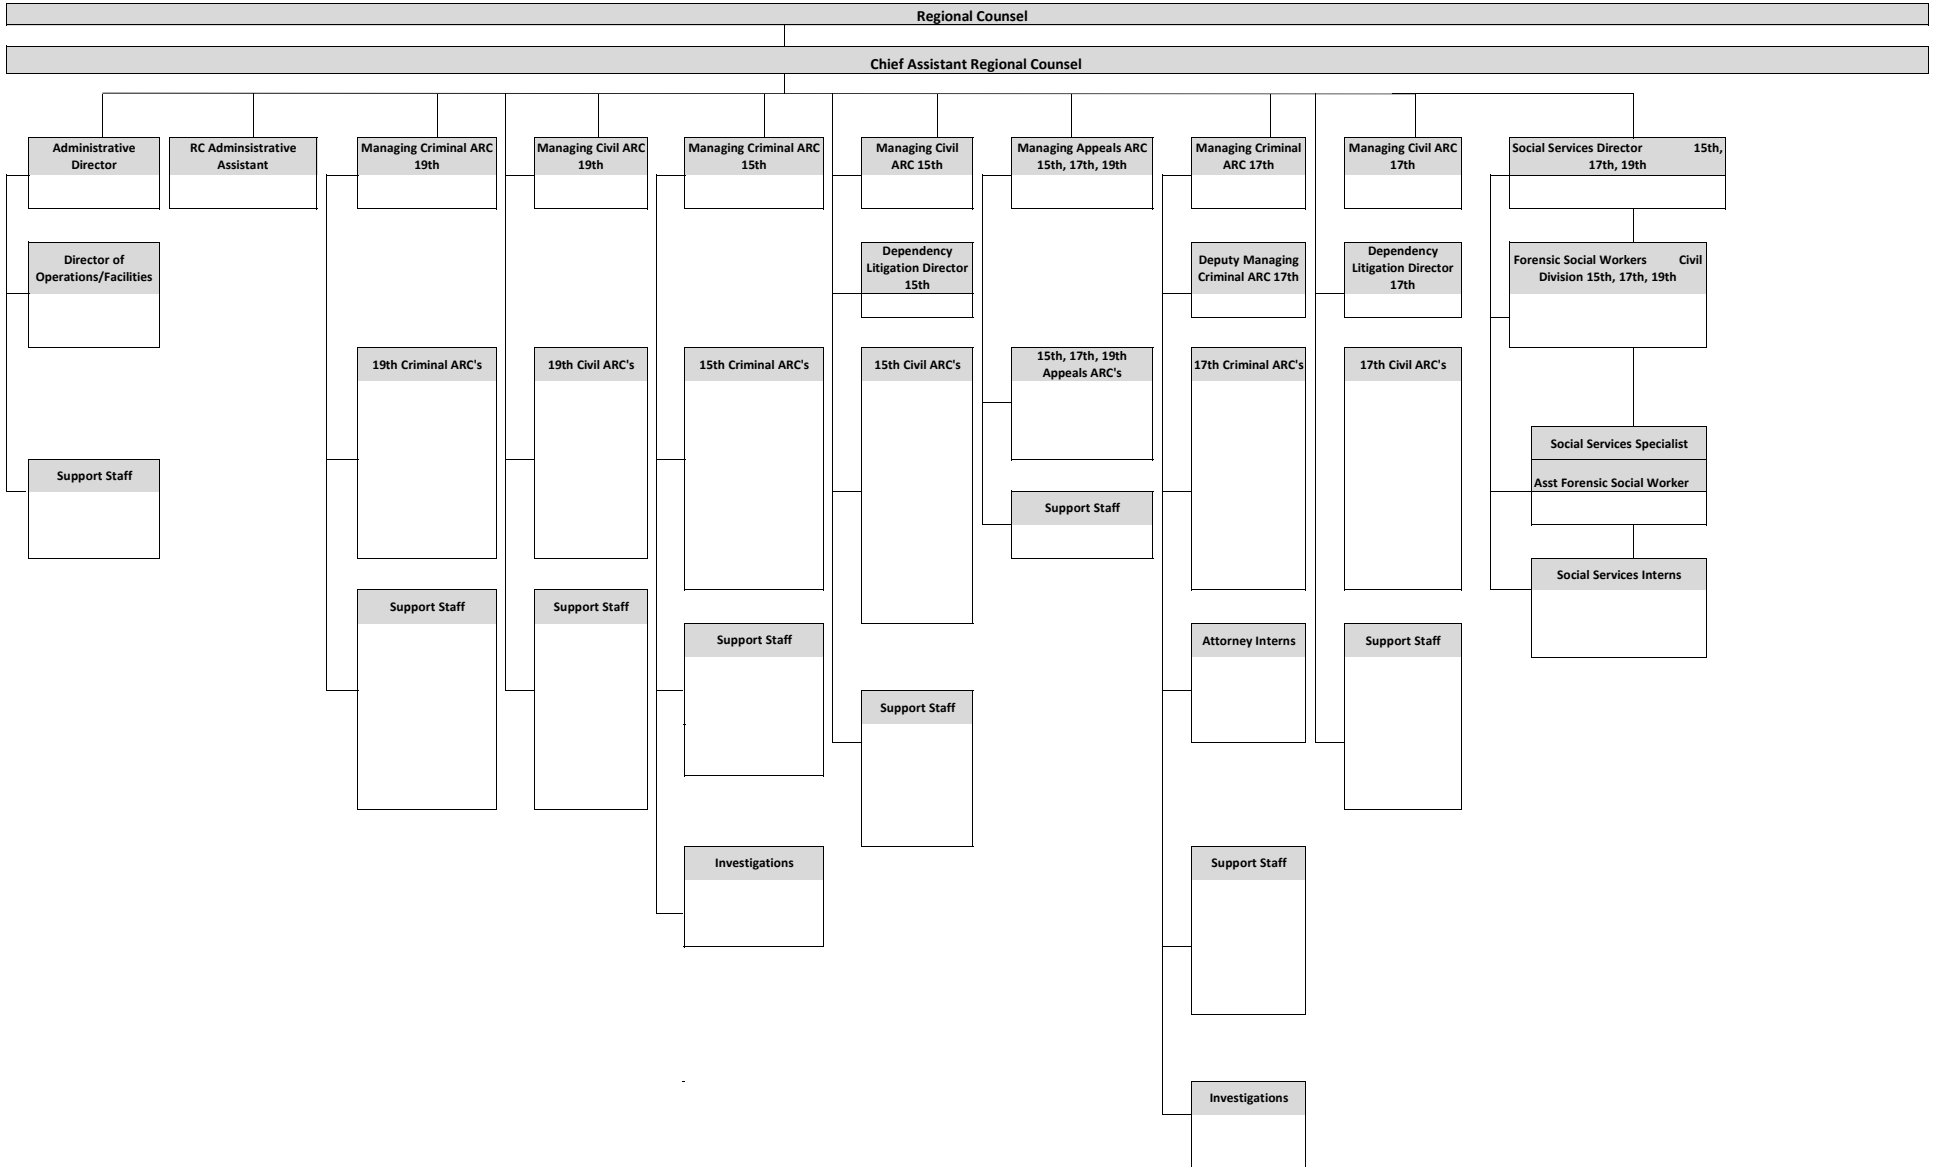 Regional Counsel
Chief Assistant Regional Counsel
Administrative
Director
RC Adminsistrative
Assistant
Managing Criminal ARC
19th
Managing Civil ARC
19th
Managing Criminal ARC
15th
Managing Civil
ARC 15th
Managing Appeals ARC
15th, 17th, 19th
Managing Criminal
ARC 17th
Managing Civil ARC
17th
Social Services Director 15th,
17th, 19th
Director of
Operations/Facilities
Dependency
Litigation Director
15th
Deputy Managing
Criminal ARC 17th
Dependency
Litigation Director
17th
Forensic Social Workers Civil
Division 15th, 17th, 19th
19th Criminal ARC's
19th Civil ARC's
15th Criminal ARC's
15th Civil ARC's
15th, 17th, 19th
Appeals ARC's
17th Criminal ARC's
17th Civil ARC's
Social Services Specialist
Asst Forensic Social Worker
Support Staff
Support Staff
Social Services Interns
Support Staff
Support Staff
Support Staff
Attorney Interns
Support Staff
Support Staff
Investigations
Support Staff
Investigations